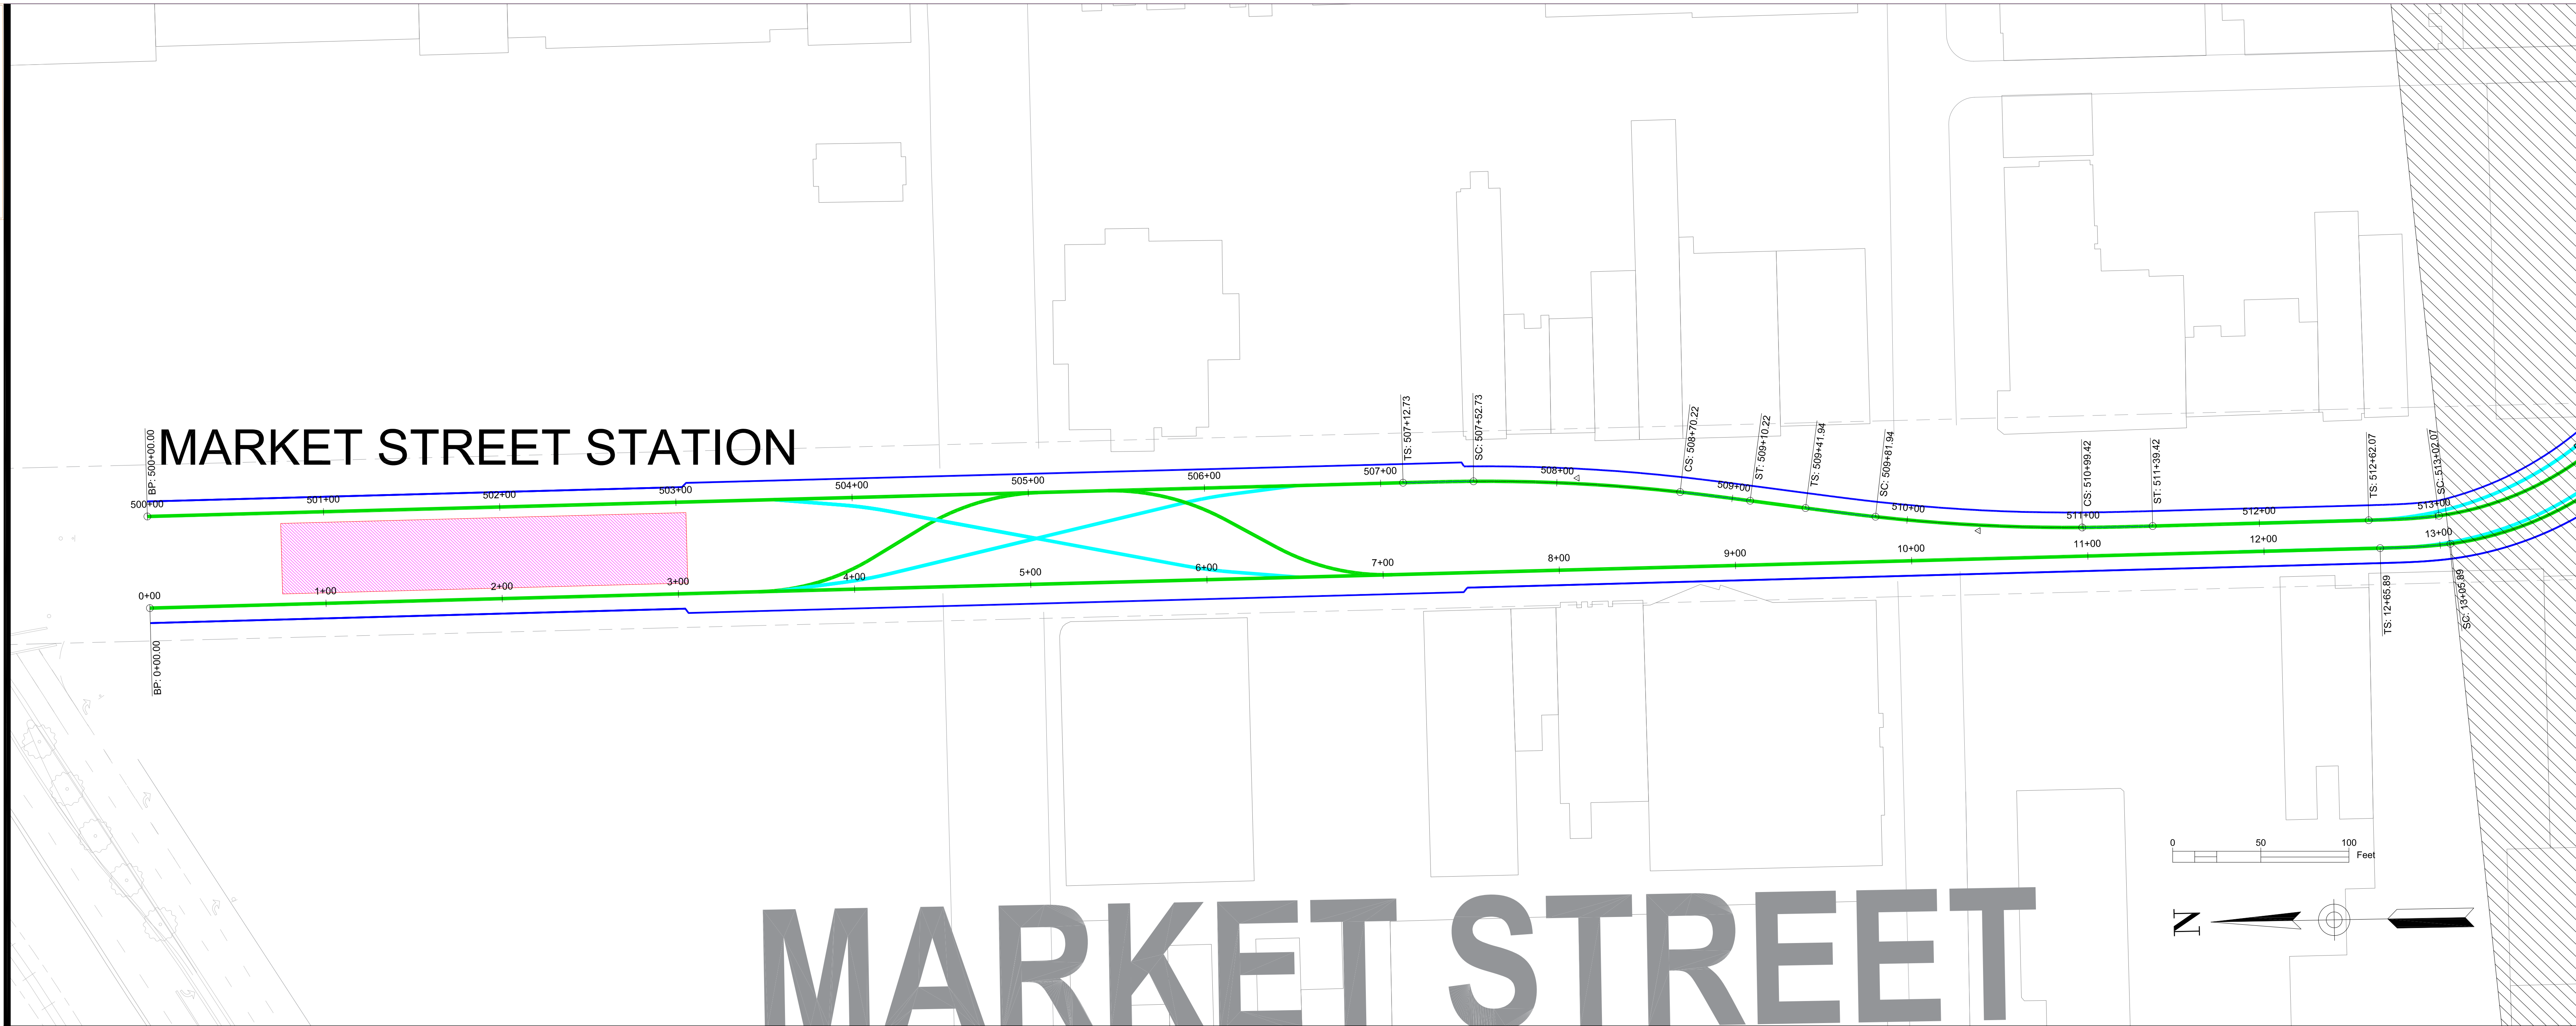 MARKET STREET STATION
BP: 500+00.00
500+00
501+00
502+00
503+00
504+00
505+00
506+00
507+00
TS: 507+12.73
SC: 507+52.73
508+00
CS: 508+70.22
509+00
ST: 509+10.22
TS: 509+41.94
SC: 509+81.94
510+00
CS: 510+99.42
511+00
ST: 511+39.42
512+00
TS: 512+62.07
SC: 513+02.07
513+00
0+00
BP: 0+00.00
1+00
2+00
3+00
4+00
5+00
6+00
7+00
8+00
9+00
10+00
11+00
12+00
13+00
TS: 12+65.89
SC: 13+05.89
0 50 100
Feet
N
MARKET STREET